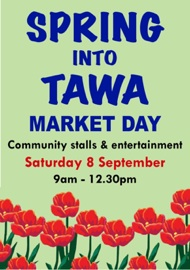 SPRING
INTO
TAWA
MARKET DAY
Community stalls & entertainment
Saturday 8 September
9am - 12.30pm